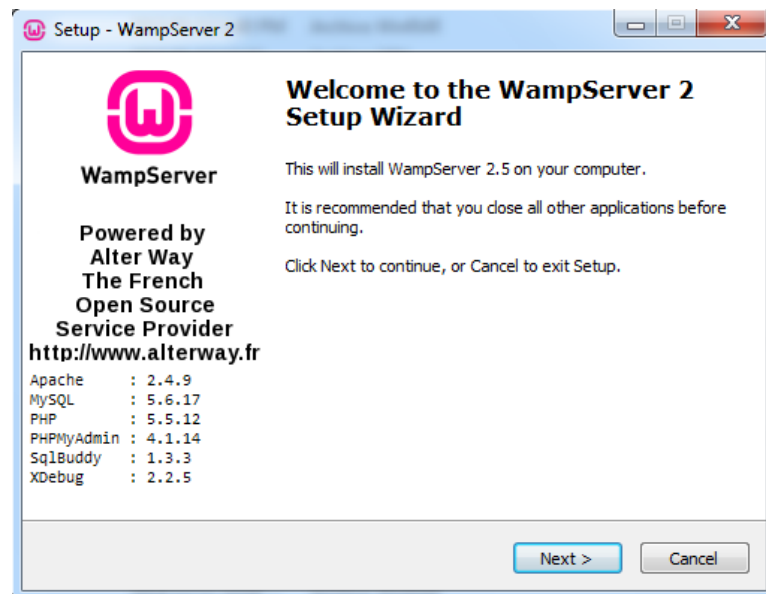 Setup - WampServer 2
WampServer
Powered by
Alter Way
The French
Open Source
Service Provider
http://www.alterway.fr
Apache : 2.4.9
MySQL : 5.6.17
PHP : 5.5.12
PHPMyAdmin : 4.1.14
SqlBuddy : 1.3.3
XDebug : 2.2.5
Welcome to the WampServer 2
Setup Wizard
This will install WampServer 2.5 on your computer.
It is recommended that you close all other applications before
continuing.
Click Next to continue, or Cancel to exit Setup.
Next >
Cancel